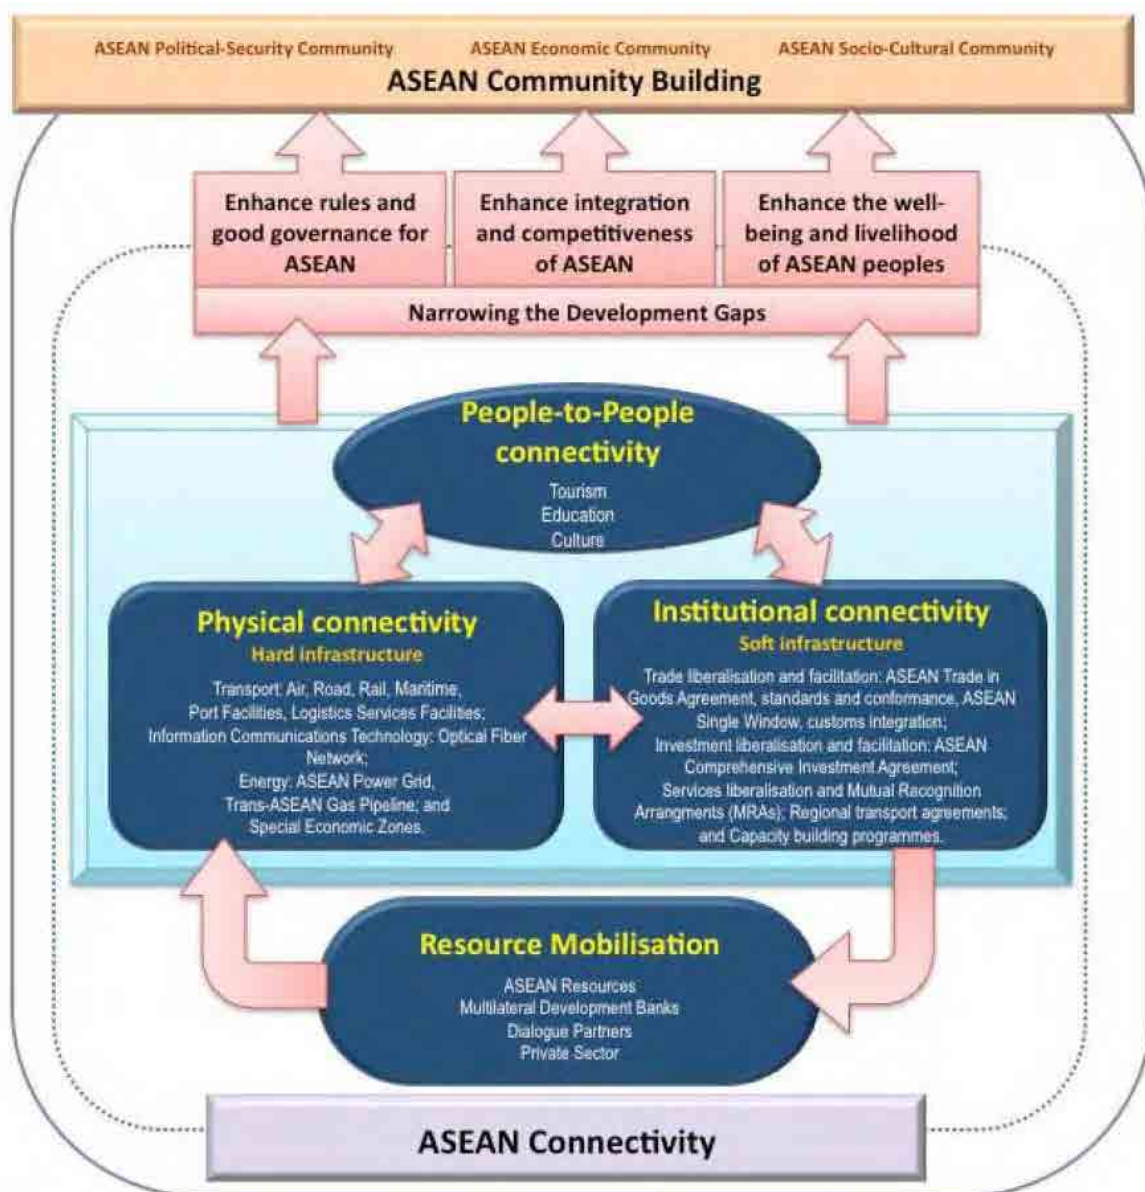 ASEAN Political-Security Community
ASEAN Economic Community
ASEAN Socio-Cultural Community
ASEAN Community Building
Enhance rules and
good governance for
ASEAN
Enhance integration
and competitiveness
of ASEAN
Enhance the well-
being and livelihood
of ASEAN peoples
Narrowing the Development Gaps
People-to-People
connectivity
Tourism
Education
Culture
Physical connectivity
Hard infrastructure
Transport: Air, Road, Rail, Maritime,
Port Facilities, Logistics Services Facilities;
Information Communications Technology: Optical Fiber
Network;
Energy: ASEAN Power Grid,
Trans-ASEAN Gas Pipeline; and
Special Economic Zones.
Institutional connectivity
Soft infrastructure
Trade liberalisation and facilitation: ASEAN Trade in
Goods Agreement, standards and conformance, ASEAN
Single Window, customs integration;
Investment liberalisation and facilitation: ASEAN
Comprehensive Investment Agreement;
Services liberalisation and Mutual Recognition
Arrangments (MRAs); Regional transport agreements;
and Capacity building programmes.
Resource Mobilisation
ASEAN Resources
Multilateral Development Banks
Dialogue Partners
Private Sector
ASEAN Connectivity